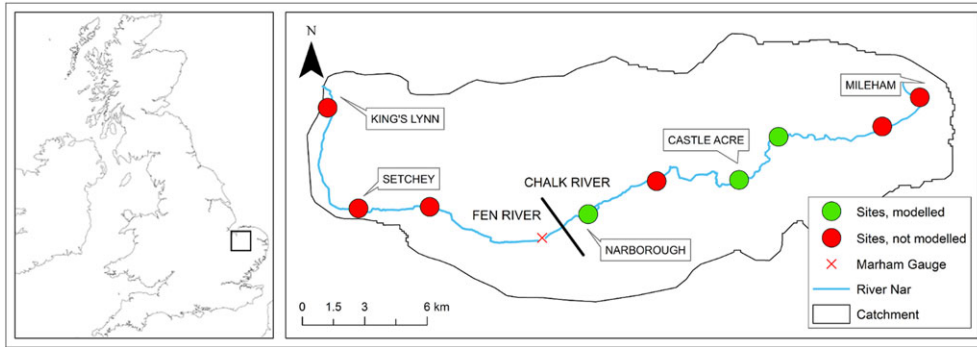 N
MILEHAM
KING'S LYNN
CASTLE ACRE
SETCHEY
CHALK RIVER
FEN RIVER
NARBOROUGH
Sites, modelled
Sites, not modelled
Marham Gauge
River Nar
Catchment
0 1.5 3 6 km